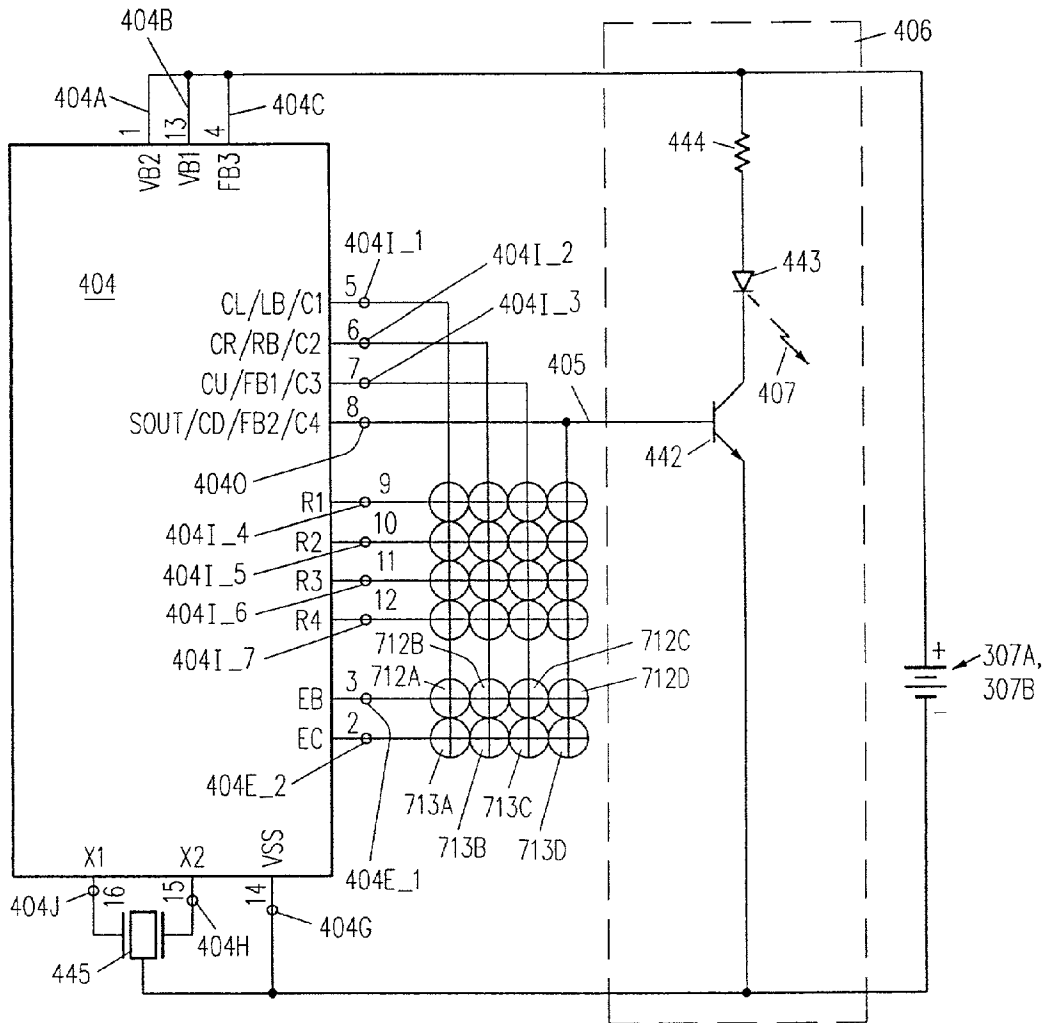 404B
406
404A
404C
1
13
4
VB2
VB1
FB3
444
404I_1
404I_2
404
443
5
CL/LB/C1
404I_3
6
CR/RB/C2
7
CU/FB1/C3
407
405
8
SOUT/CD/FB2/C4
442
404O
9
R1
404I_4
10
R2
404I_5
11
R3
404I_6
12
R4
404I_7
712B
712C
712A
+
307A,
307B
712D
3
EB
−
2
EC
404E_2
713A
713C
713B
713D
X1
X2
VSS
404E_1
404J
16
15
14
404H
404G
445